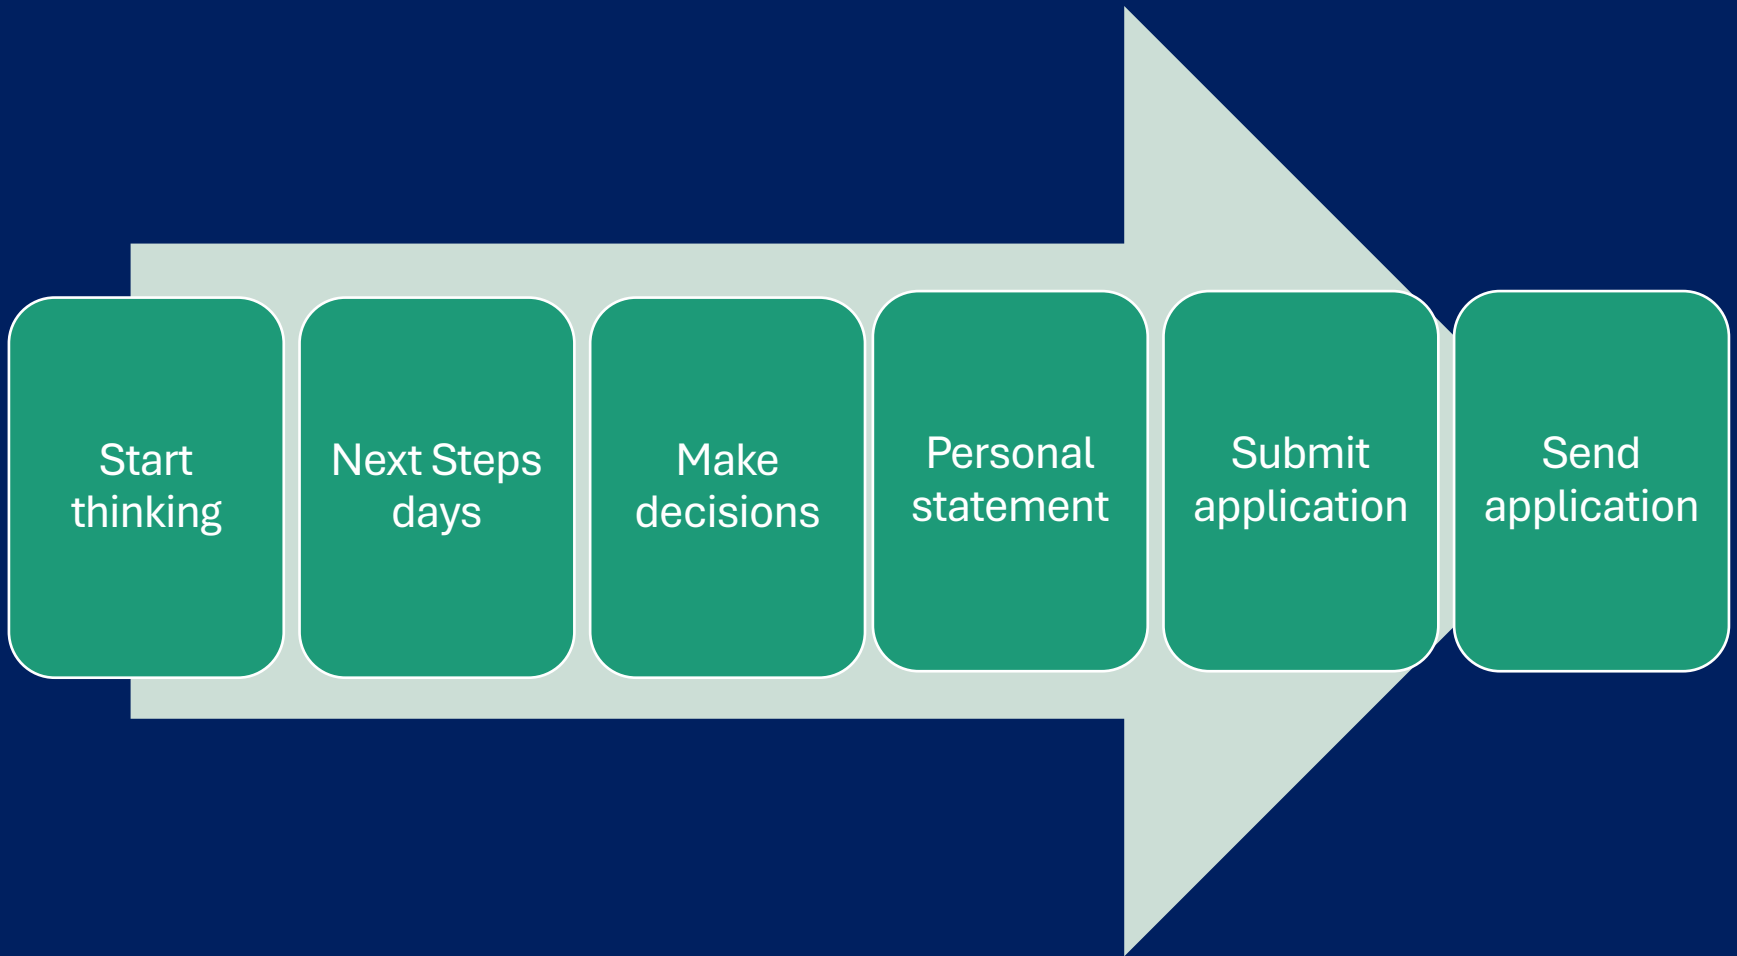 Start
thinking
Next Steps
days
Make
decisions
Personal
statement
Submit
application
Send
application